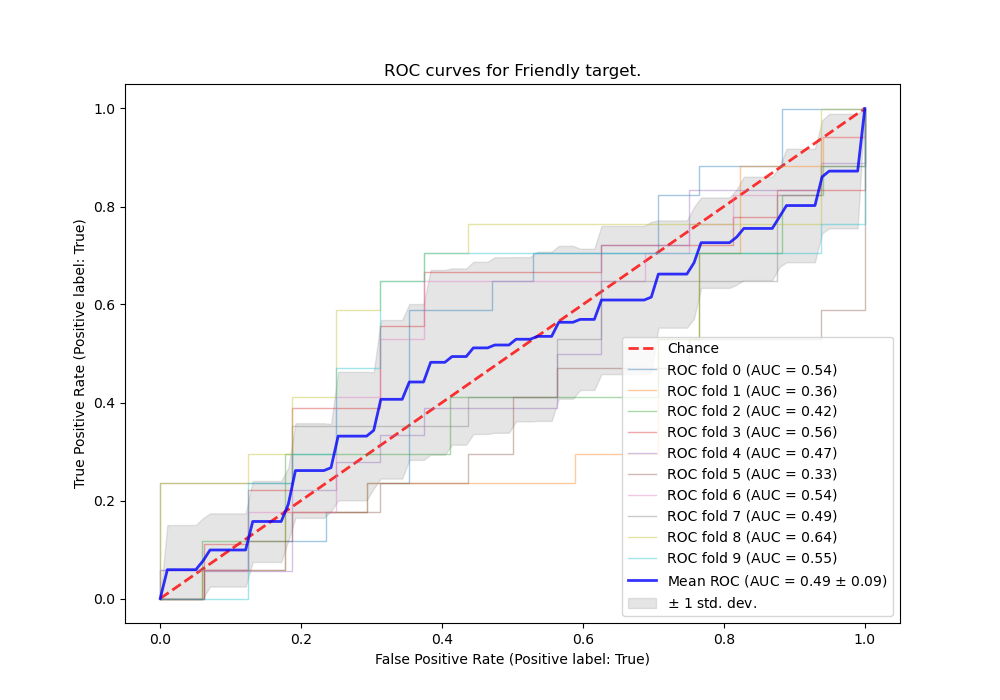 ROC curves for Friendly target.
True Positive Rate (Positive label: True)
1.0
0.8
0.6
0.4
0.2
0.0
Chance
ROC fold 0 (AUC = 0.54)
ROC fold 1 (AUC = 0.36)
ROC fold 2 (AUC = 0.42)
ROC fold 3 (AUC = 0.56)
ROC fold 4 (AUC = 0.47)
ROC fold 5 (AUC = 0.33)
ROC fold 6 (AUC = 0.54)
ROC fold 7 (AUC = 0.49)
ROC fold 8 (AUC = 0.64)
ROC fold 9 (AUC = 0.55)
Mean ROC (AUC = 0.49 ± 0.09)
± 1 std. dev.
0.0 0.2 0.4 0.6 0.8 1.0
False Positive Rate (Positive label: True)